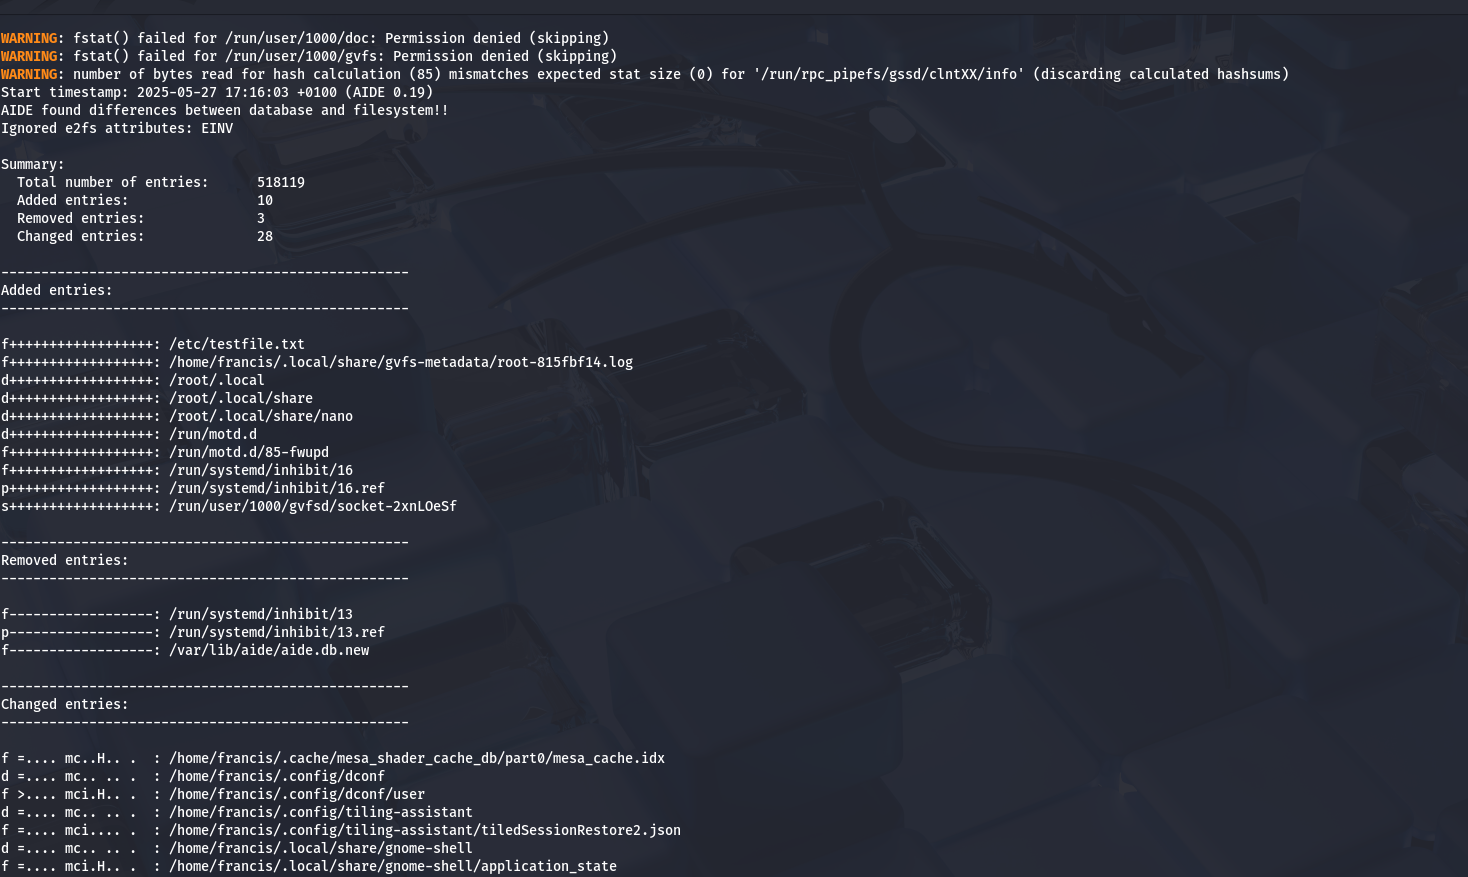 WARNING: fstat() failed for /run/user/1000/doc: Permission denied (skipping)
WARNING: fstat() failed for /run/user/1000/gvfs: Permission denied (skipping)
WARNING: number of bytes read for hash calculation (85) mismatches expected stat size (0) for '/run/rpc_pipefs/gssd/clntXX/info' (discarding calculated hashsums)
Start timestamp: 2025-05-27 17:16:03 +0100 (AIDE 0.19)
AIDE found differences between database and filesystem!!
Ignored e2fs attributes: EINV

Summary:
  Total number of entries:      518119
  Added entries:                10
  Removed entries:              3
  Changed entries:              28

---------------------------------------------------
Added entries:
---------------------------------------------------

f++++++++++++++++++: /etc/testfile.txt
f++++++++++++++++++: /home/francis/.local/share/gvfs-metadata/root-815fbf14.log
d++++++++++++++++++: /root/.local
d++++++++++++++++++: /root/.local/share
d++++++++++++++++++: /root/.local/share/nano
d++++++++++++++++++: /run/motd.d
f++++++++++++++++++: /run/motd.d/85-fwupd
f++++++++++++++++++: /run/systemd/inhibit/16
p++++++++++++++++++: /run/systemd/inhibit/16.ref
s++++++++++++++++++: /run/user/1000/gvfsd/socket-2xnLOeSf

---------------------------------------------------
Removed entries:
---------------------------------------------------

f------------------: /run/systemd/inhibit/13
p------------------: /run/systemd/inhibit/13.ref
f------------------: /var/lib/aide/aide.db.new

---------------------------------------------------
Changed entries:
---------------------------------------------------

f =.... mc..H.. .  : /home/francis/.cache/mesa_shader_cache_db/part0/mesa_cache.idx
d =.... mc.. .. .  : /home/francis/.config/dconf
f >.... mci.H.. .  : /home/francis/.config/dconf/user
d =.... mc.. .. .  : /home/francis/.config/tiling-assistant
f =.... mci.... .  : /home/francis/.config/tiling-assistant/tiledSessionRestore2.json
d =.... mc.. .. .  : /home/francis/.local/share/gnome-shell
f =.... mci.H.. .  : /home/francis/.local/share/gnome-shell/application_state